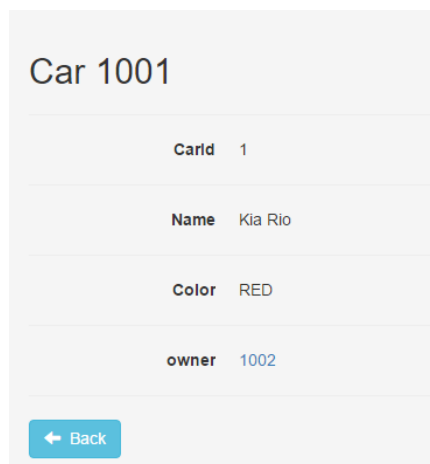 Car 1001
CarId 1
Name Kia Rio
Color RED
owner 1002
Back